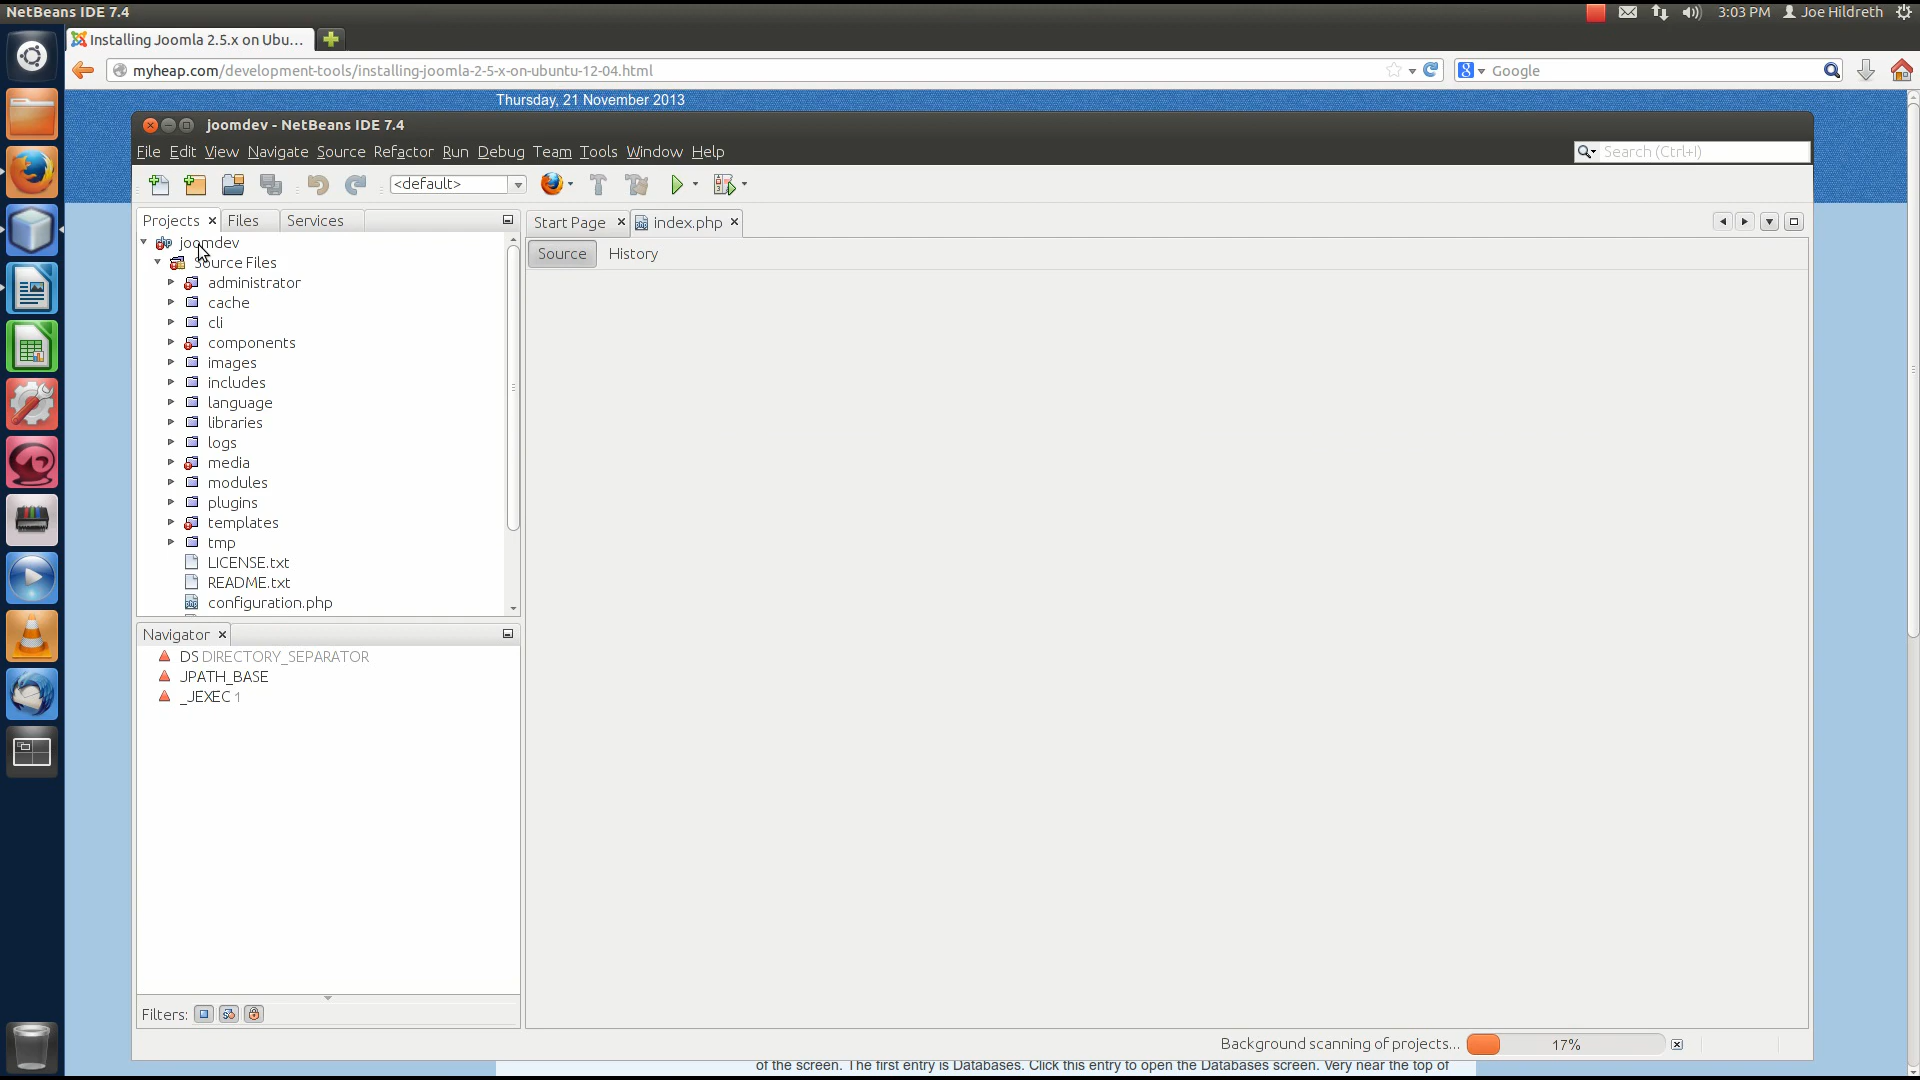 NetBeans IDE 7.4
3:03 PM Joe Hildreth
Installing Joomla 2.5.x on Ubu...
myheap.com/development-tools/installing-joomla-2-5-x-on-ubuntu-12-04.html
Google
Thursday, 21 November 2013
joomdev - NetBeans IDE 7.4
File Edit View Navigate Source Refactor Run Debug Team Tools Window Help
Search (Ctrl+I)
<default>
Projects Files Services
Start Page index.php
Source History
joomdev
Source Files
administrator
cache
cli
components
images
includes
language
libraries
logs
media
modules
plugins
templates
tmp
LICENSE.txt
README.txt
configuration.php
Navigator
DS DIRECTORY_SEPARATOR
JPATH_BASE
_JEXEC 1
Filters:
Background scanning of projects... 17%
of the screen. The first entry is Databases. Click this entry to open the Databases screen. Very near the top of